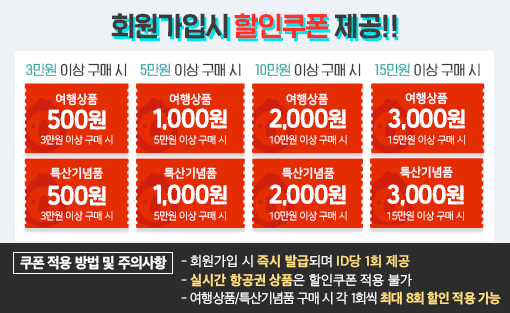 회원가입시 할인쿠폰 제공!!
3만원 이상 구매 시 5만원 이상 구매 시 10만원 이상 구매 시 15만원 이상 구매 시
여행상품 여행상품 여행상품 여행상품
500원 1,000원 2,000원 3,000원
3만원 이상 구매 시 5만원 이상 구매 시 10만원 이상 구매 시 15만원 이상 구매 시
특산기념품 특산기념품 특산기념품 특산기념품
500원 1,000원 2,000원 3,000원
3만원 이상 구매 시 5만원 이상 구매 시 10만원 이상 구매 시 15만원 이상 구매 시
쿠폰 적용 방법 및 주의사항
- 회원가입 시 즉시 발급되며 ID당 1회 제공
- 실시간 항공권 상품은 할인쿠폰 적용 불가
- 여행상품/특산기념품 구매 시 각 1회씩 최대 8회 할인 적용 가능